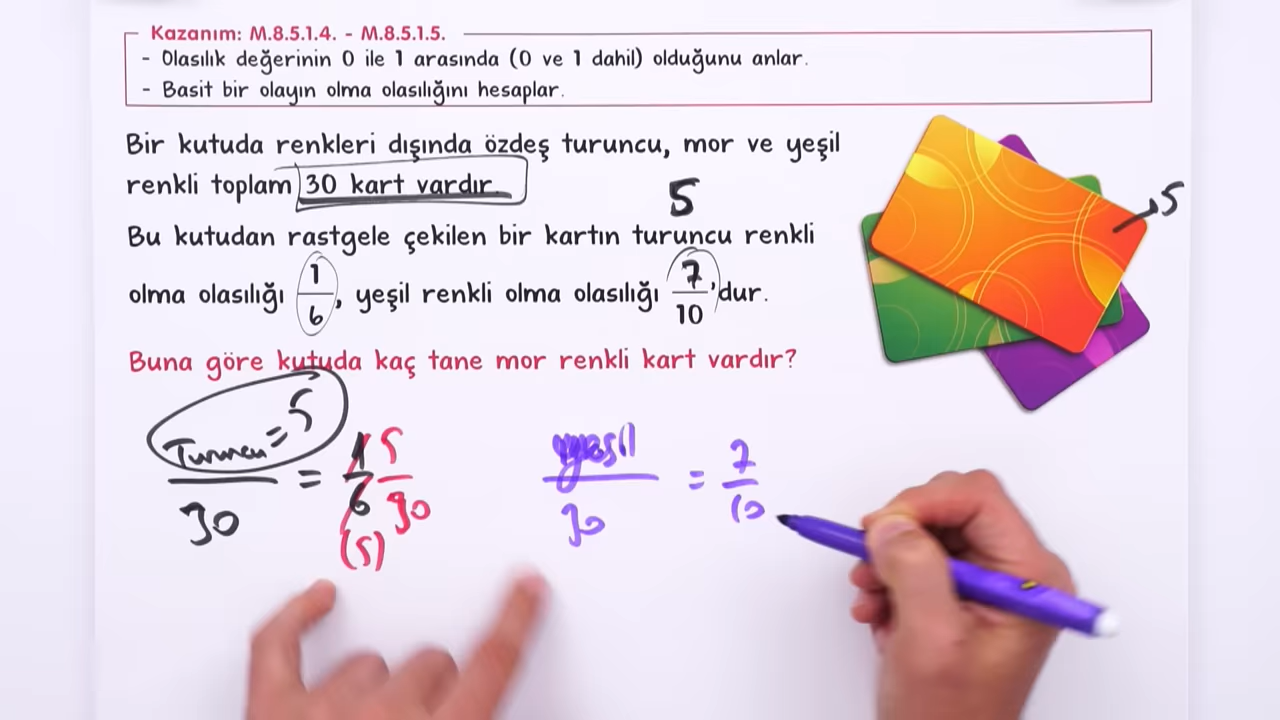 Kazanım: M.8.5.1.4. - M.8.5.1.5.
- Olasılık değerinin 0 ile 1 arasında (0 ve 1 dahil) olduğunu anlar.
- Basit bir olayın olma olasılığını hesaplar.
Bir kutuda renkleri dışında özdeş turuncu, mor ve yeşil
renkli toplam 30 kart vardır.
5
5
Bu kutudan rastgele çekilen bir kartın turuncu renkli
olma olasılığı 1/6, yeşil renkli olma olasılığı 7/10'dur.
Buna göre kutuda kaç tane mor renkli kart vardır?
Turuncu = 5
30
= 1/6 5/30
(5)
yeşil
30
= 7/10